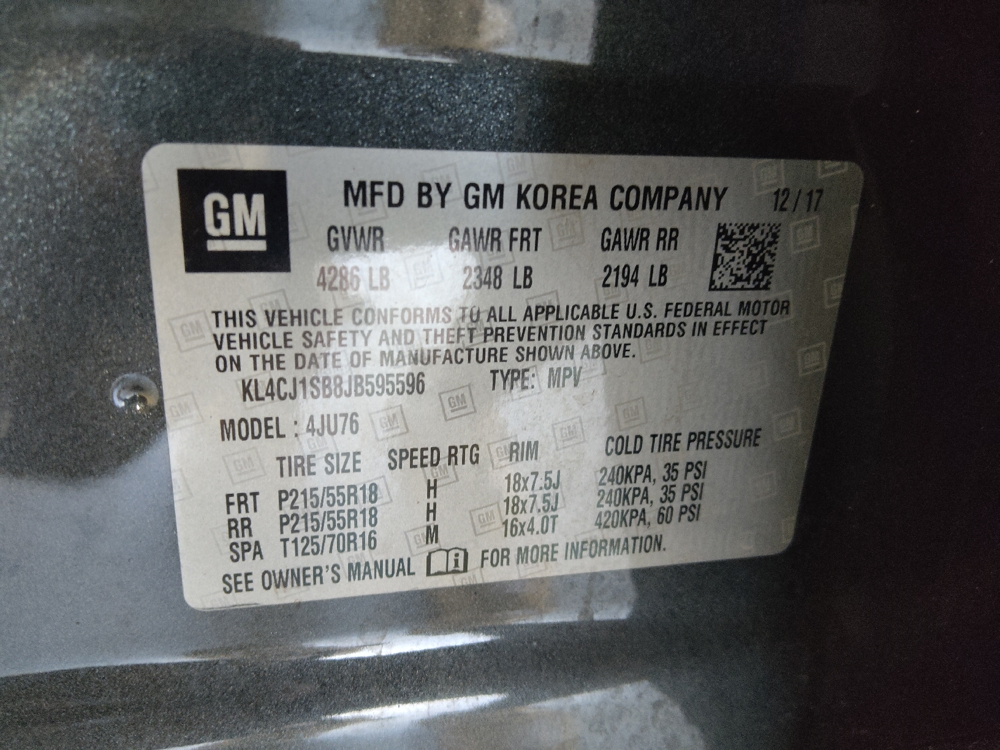 GM
MFD BY GM KOREA COMPANY 12/17
GVWR GAWR FRT GAWR RR
4286 LB 2348 LB 2194 LB
THIS VEHICLE CONFORMS TO ALL APPLICABLE U.S. FEDERAL MOTOR
VEHICLE SAFETY AND THEFT PREVENTION STANDARDS IN EFFECT
ON THE DATE OF MANUFACTURE SHOWN ABOVE.
KL4CJ1SB8JB595596 TYPE: MPV
MODEL : 4JU76
TIRE SIZE SPEED RTG RIM COLD TIRE PRESSURE
FRT P215/55R18 H 18x7.5J 240KPA, 35 PSI
RR P215/55R18 H 18x7.5J 240KPA, 35 PSI
SPA T125/70R16 M 16x4.0T 420KPA, 60 PSI
SEE OWNER'S MANUAL i FOR MORE INFORMATION.